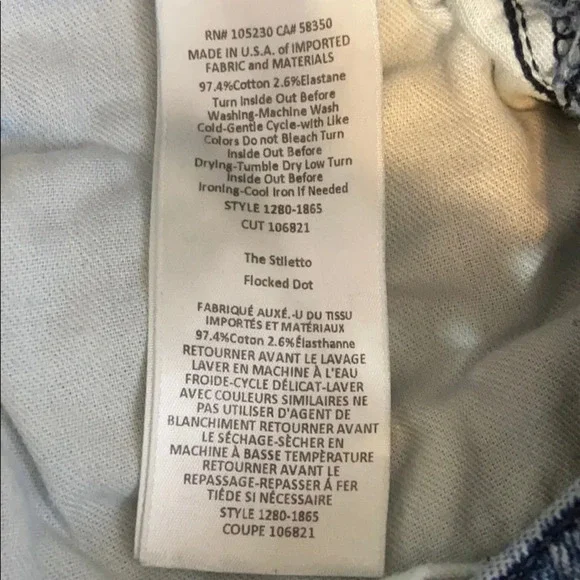 RN# 105230 CA# 58350
MADE IN U.S.A. of IMPORTED
FABRIC and MATERIALS
97.4%Cotton 2.6%Elastane
Turn Inside Out Before
Washing-Machine Wash
Cold-Gentle Cycle-with Like
Colors Do not Bleach Turn
Inside Out Before
Drying-Tumble Dry Low Turn
Inside Out Before
Ironing-Cool Iron if Needed
STYLE 1280-1865
CUT 106821
The Stiletto
Flocked Dot
FABRIQUÉ AUXÉ.-U DU TISSU
IMPORTÉS ET MATÉRIAUX
97.4%Coton 2.6%Élasthanne
RETOURNER AVANT LE LAVAGE
LAVER EN MACHINE À L'EAU
FROIDE-CYCLE DÉLICAT-LAVER
AVEC COULEURS SIMILAIRES NE
PAS UTILISER D'AGENT DE
BLANCHIMENT RETOURNER AVANT
LE SÉCHAGE-SÈCHER EN
MACHINE À BASSE TEMPÈRATURE
RETOURNER AVANT LE
REPASSAGE-REPASSER Á FER
TIÉDE SI NÉCESSAIRE
STYLE 1280-1865
COUPE 106821